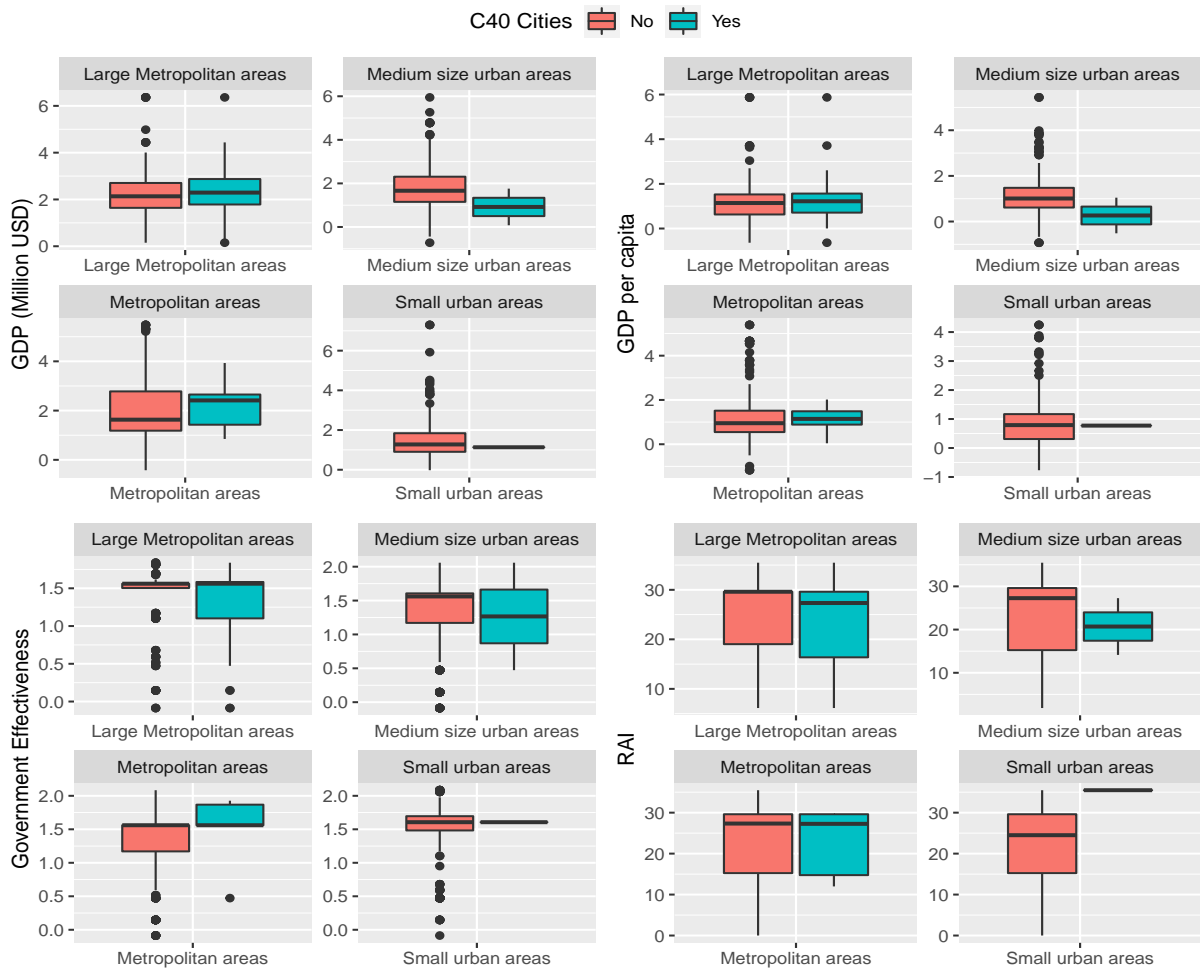 C40 Cities No Yes
GDP (Million USD)
Large Metropolitan areas
6
4
2
0
Large Metropolitan areas
Medium size urban areas
6
4
2
0
Medium size urban areas
Metropolitan areas
4
2
0
Metropolitan areas
Small urban areas
6
4
2
0
Small urban areas
GDP per capita
Large Metropolitan areas
6
4
2
0
Large Metropolitan areas
Medium size urban areas
4
2
0
Medium size urban areas
Metropolitan areas
4
2
0
Metropolitan areas
Small urban areas
4
3
2
1
0
−1
Small urban areas
Government Effectiveness
Large Metropolitan areas
1.5
1.0
0.5
0.0
Large Metropolitan areas
Medium size urban areas
2.0
1.5
1.0
0.5
0.0
Medium size urban areas
Metropolitan areas
2.0
1.5
1.0
0.5
0.0
Metropolitan areas
Small urban areas
2.0
1.5
1.0
0.5
0.0
Small urban areas
RAI
Large Metropolitan areas
30
20
10
Large Metropolitan areas
Medium size urban areas
30
20
10
Medium size urban areas
Metropolitan areas
30
20
10
0
Metropolitan areas
Small urban areas
30
20
10
0
Small urban areas